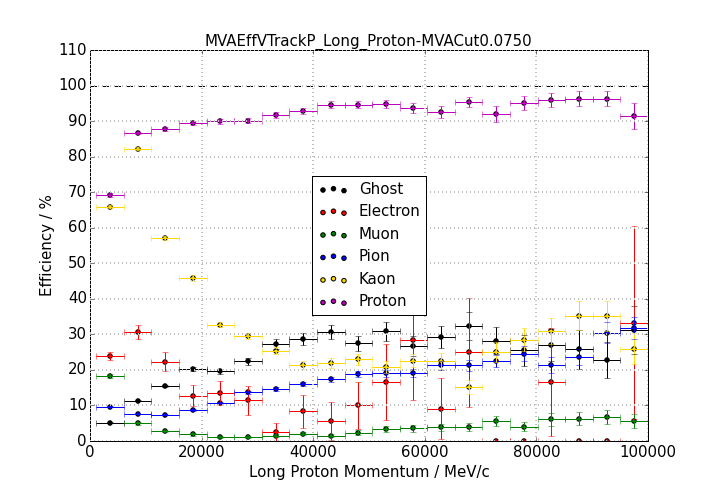 MVAEffVTrackP_Long_Proton-MVACut0.0750
110
100
90
80
70
60
50
40
30
20
10
0
Efficiency / %
Ghost
Electron
Muon
Pion
Kaon
Proton
0 20000 40000 60000 80000 100000
Long Proton Momentum / MeV/c